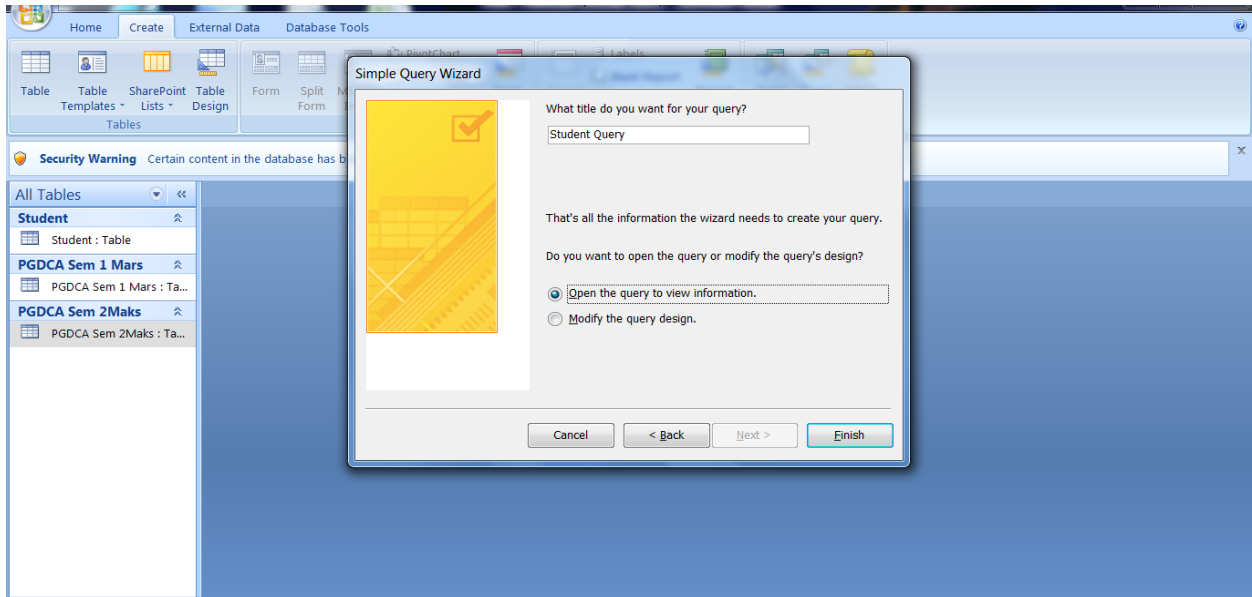 Home Create External Data Database Tools
PivotChart Labels
Blank Report
Table Table SharePoint Table Form Split
Templates Lists Design Form
Tables
Security Warning Certain content in the database has b
All Tables
Student
Student : Table
PGDCA Sem 1 Mars
PGDCA Sem 1 Mars : Ta...
PGDCA Sem 2Maks
PGDCA Sem 2Maks : Ta...
Simple Query Wizard
What title do you want for your query?
Student Query
That's all the information the wizard needs to create your query.
Do you want to open the query or modify the query's design?
Open the query to view information.
Modify the query design.
Cancel < Back Next > Finish